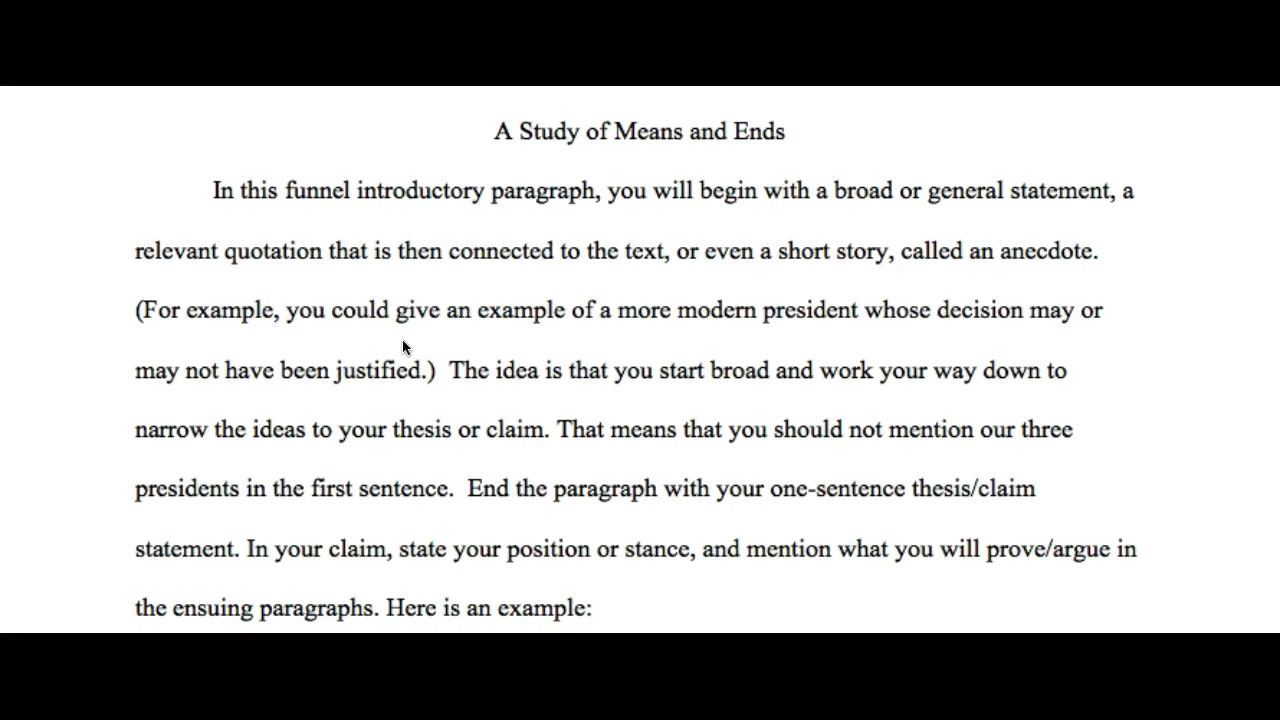 A Study of Means and Ends
In this funnel introductory paragraph, you will begin with a broad or general statement, a
relevant quotation that is then connected to the text, or even a short story, called an anecdote.
(For example, you could give an example of a more modern president whose decision may or
may not have been justified.)  The idea is that you start broad and work your way down to
narrow the ideas to your thesis or claim. That means that you should not mention our three
presidents in the first sentence.  End the paragraph with your one-sentence thesis/claim
statement. In your claim, state your position or stance, and mention what you will prove/argue in
the ensuing paragraphs. Here is an example: